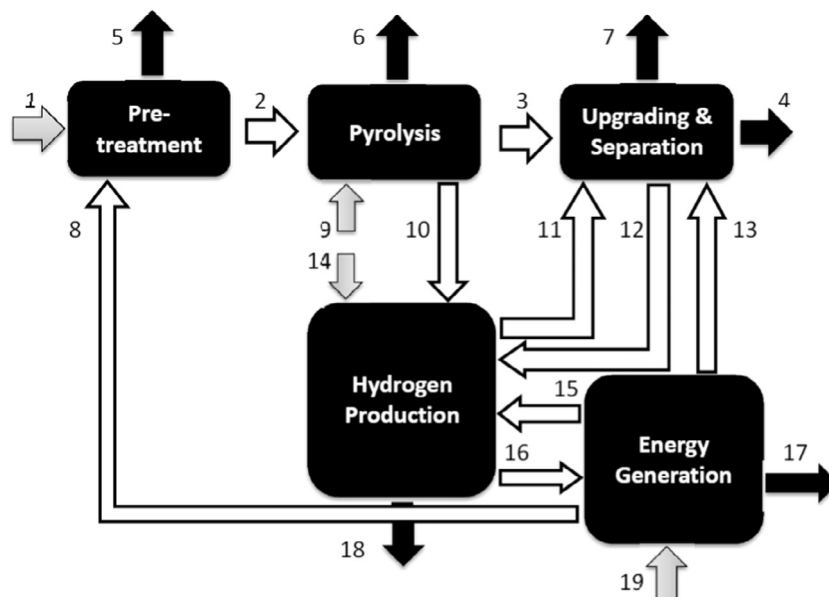 5
6
7
1
2
3
4
Pre-
treatment
Pyrolysis
Upgrading &
Separation
8
9
10
11
12
13
14
Hydrogen
Production
15
16
Energy
Generation
17
18
19